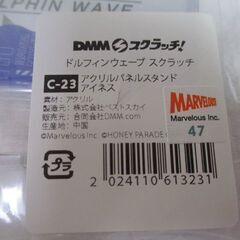 LPHIN WAVE
DMMスクラッチ!
ドルフィンウェーブ スクラッチ
C-23
アクリルパネルスタンド
アイネス
素材:アクリル
製造元:株式会社ベストスカイ
販売元:合同会社DMM.com
生産地:中国
©Marvelous Inc. ©HONEY PARADE
MARVELOUS
Marvelous Inc.
47
プラ
2 024110 613231